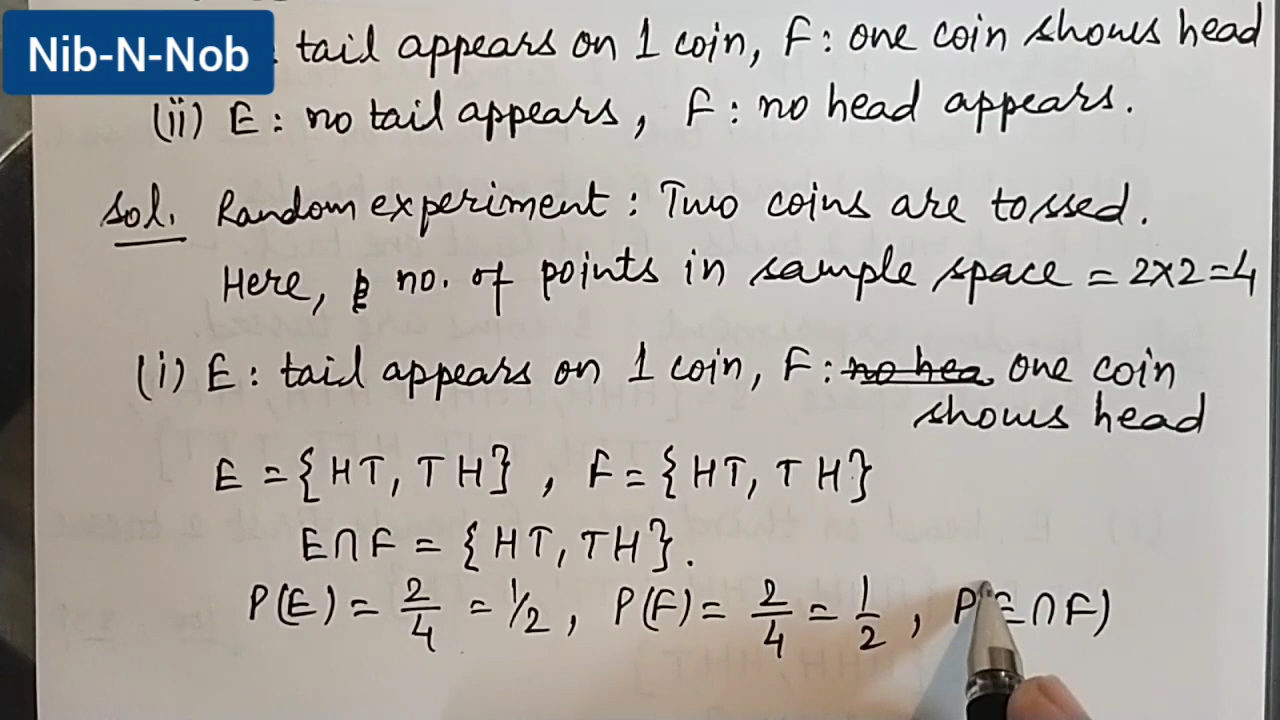 Nib-N-Nob
: tail appears on 1 coin, F: one coin shows head
(ii) E: no tail appears, F: no head appears.
Sol. Random experiment: Two coins are tossed.
Here, no. of points in sample space = 2×2=4
(i) E: tail appears on 1 coin, F: no hea one coin
shows head
E = {HT, TH}, F = {HT, TH}
E∩F = {HT, TH}.
P(E) = 2/4 = 1/2, P(F) = 2/4 = 1/2, P(E∩F)